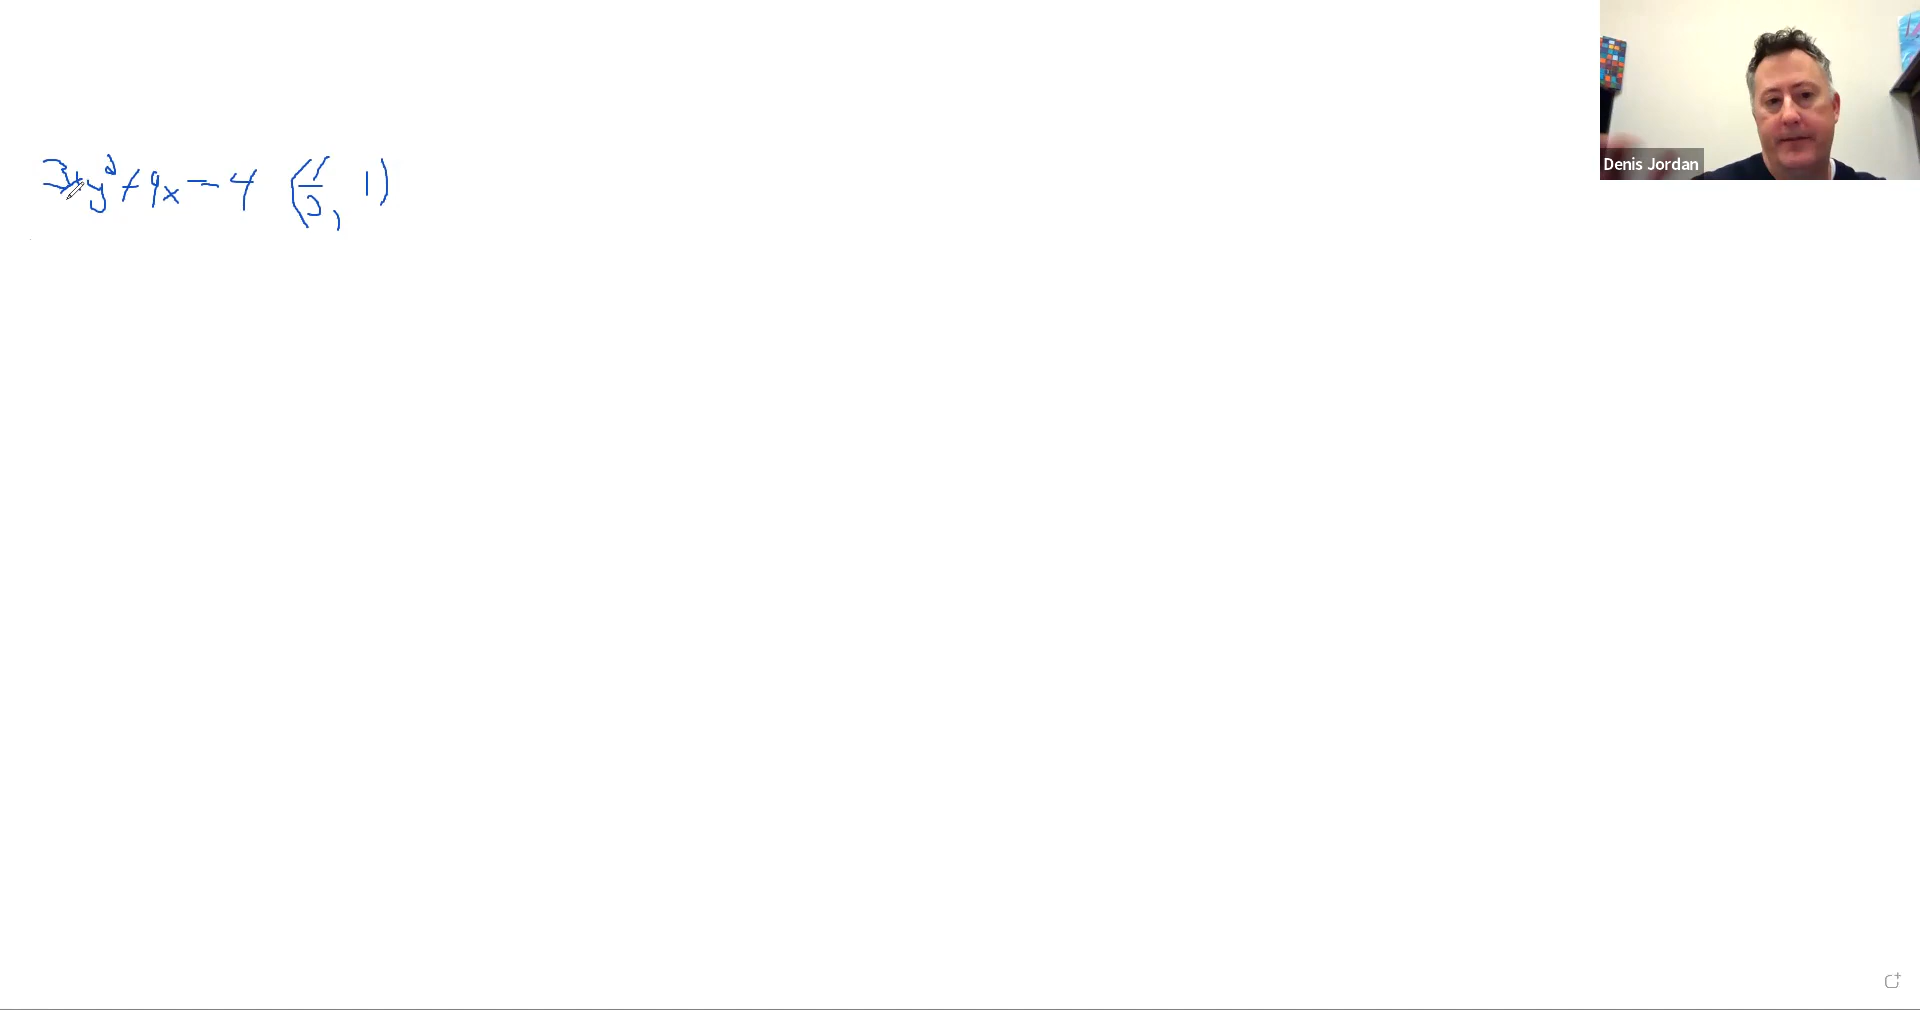 3xy²+9x=4 (1/3, 1)
Denis Jordan